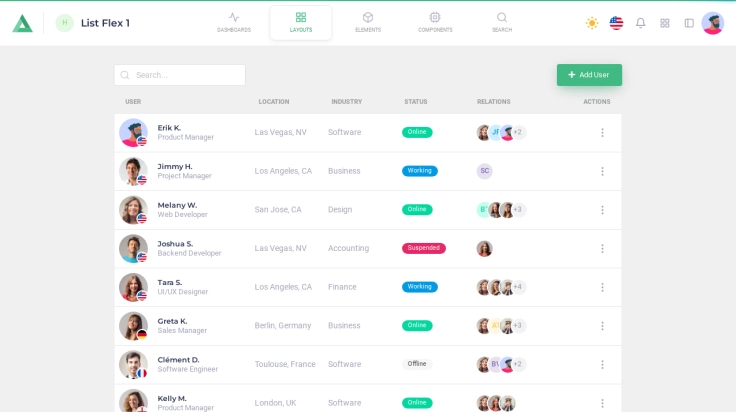 H
List Flex 1
DASHBOARDS
LAYOUTS
ELEMENTS
COMPONENTS
SEARCH
Search...
+ Add User
USER LOCATION INDUSTRY STATUS RELATIONS ACTIONS
Erik K.
Product Manager
Las Vegas, NV
Software
Online
+2
Jimmy H.
Project Manager
Los Angeles, CA
Business
Working
SC
Melany W.
Web Developer
San Jose, CA
Design
Online
+3
Joshua S.
Backend Developer
Las Vegas, NV
Accounting
Suspended
Tara S.
UI/UX Designer
Los Angeles, CA
Finance
Working
+4
Greta K.
Sales Manager
Berlin, Germany
Business
Online
+3
Clément D.
Software Engineer
Toulouse, France
Software
Offline
+2
Kelly M.
Product Manager
London, UK
Software
Online